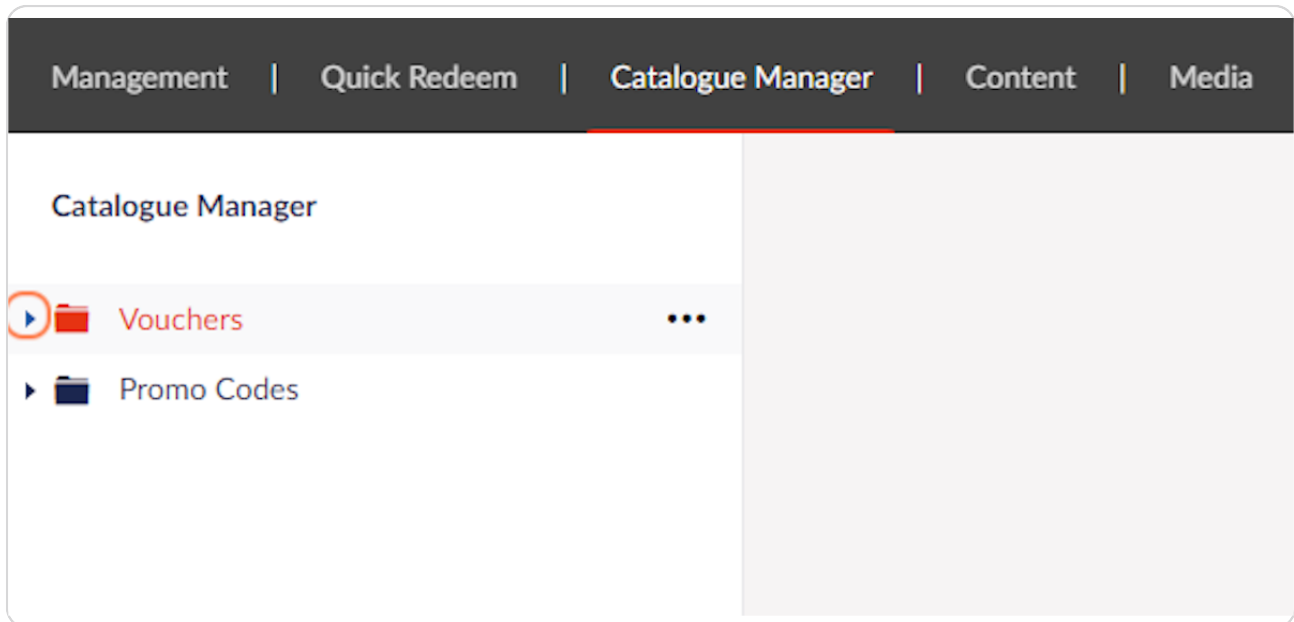 Management | Quick Redeem | Catalogue Manager | Content | Media
Catalogue Manager
Vouchers
Promo Codes